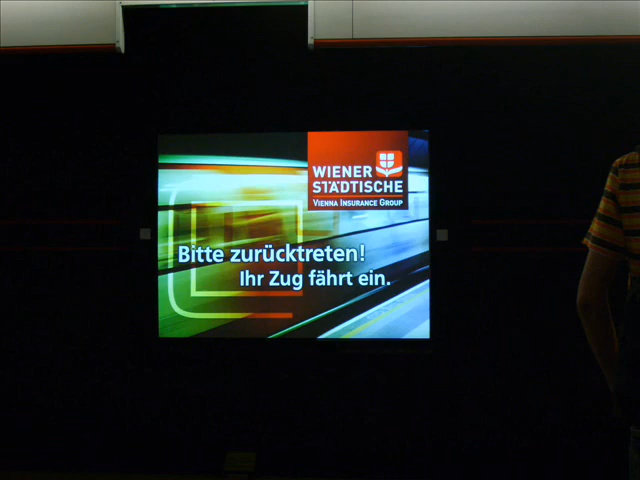 WIENER
STÄDTISCHE
VIENNA INSURANCE GROUP
Bitte zurücktreten!
Ihr Zug fährt ein.